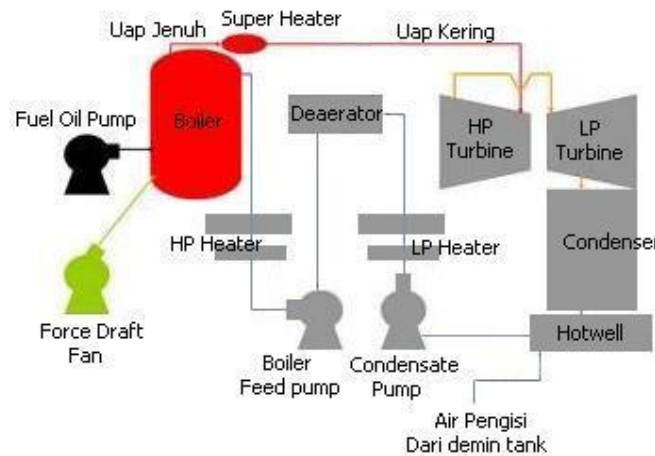 Super Heater
Uap Jenuh
Uap Kering
Boiler
Fuel Oil Pump
Deaerator
HP
Turbine
LP
Turbine
HP Heater
LP Heater
Condenser
Force Draft
Fan
Boiler
Feed pump
Condensate
Pump
Hotwell
Air Pengisi
Dari demin tank